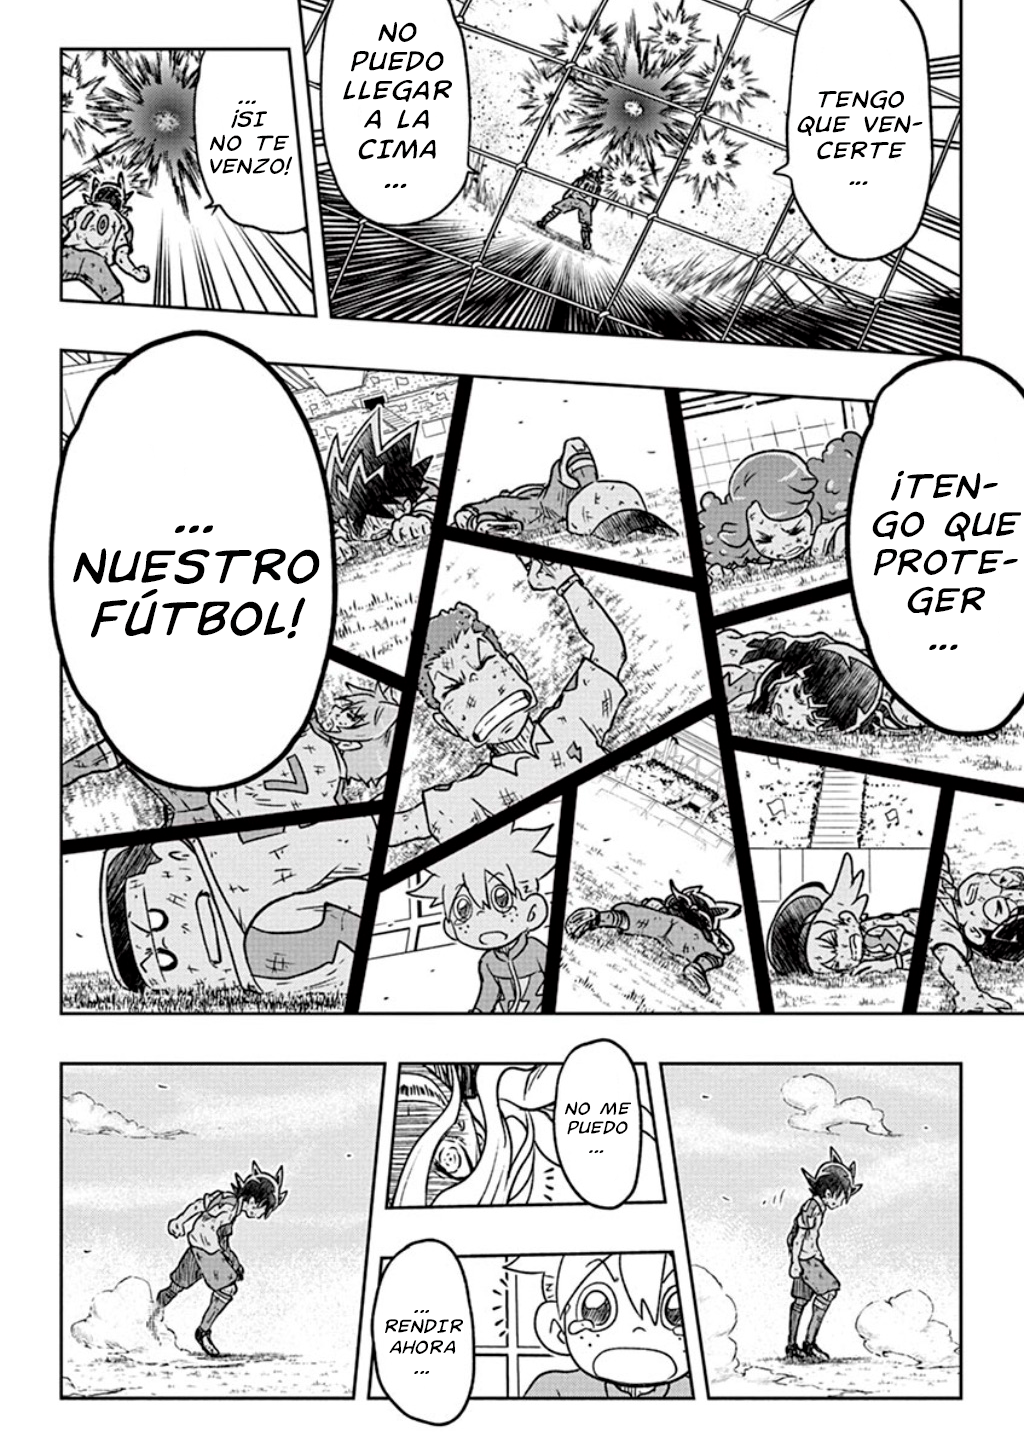 TENGO
QUE VEN-
CERTE
...
NO
PUEDO
LLEGAR
A LA
CIMA
...
...
¡SI
NO TE
VENZO!
¡TEN-
GO QUE
PROTE-
GER
...
...
NUESTRO
FÚTBOL!
NO ME
PUEDO
...
...
RENDIR
AHORA
...